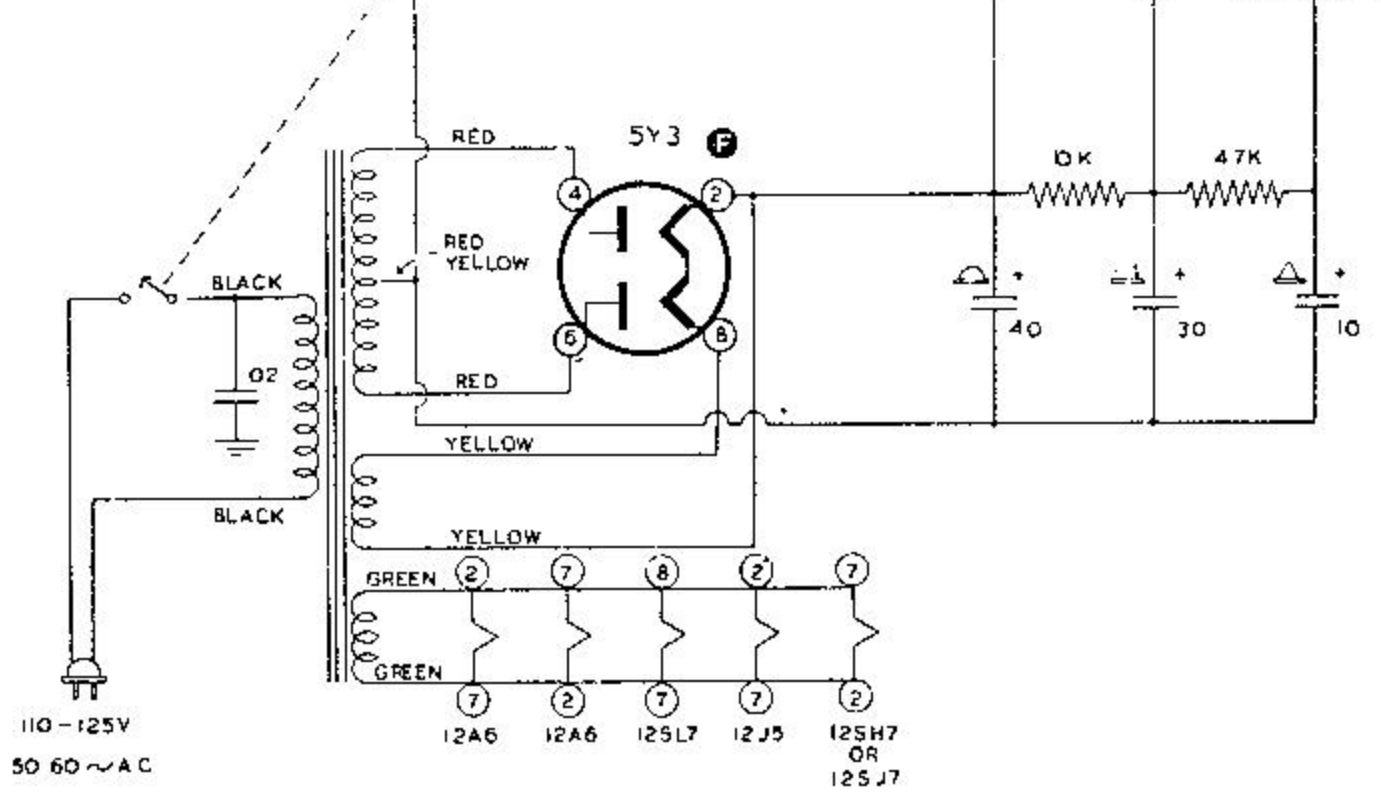 RED
5Y3 F
10K
47K
4
2
RED
YELLOW
BLACK
+
+
+
40
30
10
6
8
02
RED
YELLOW
BLACK
YELLOW
GREEN
2
7
8
2
7
GREEN
7
2
7
7
2
110-125V
12A6
12A6
12SL7
12J5
12SH7
OR
12SJ7
50 60 ~ AC